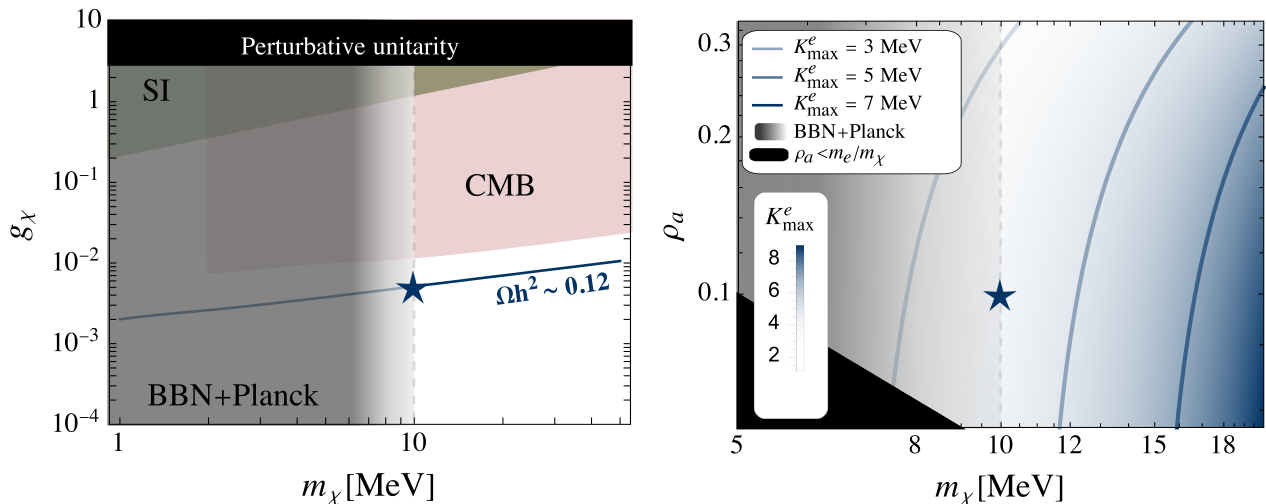 10
1
10⁻¹
10⁻²
10⁻³
10⁻⁴
g_χ
Perturbative unitarity
SI
CMB
Ωh² ~ 0.12
BBN+Planck
1
10
m_χ [MeV]
0.3
0.2
0.1
ρ_a
K^e_max = 3 MeV
K^e_max = 5 MeV
K^e_max = 7 MeV
BBN+Planck
ρ_a < m_e/m_χ
K^e_max
8
6
4
2
5
8
10
12
15
18
m_χ [MeV]